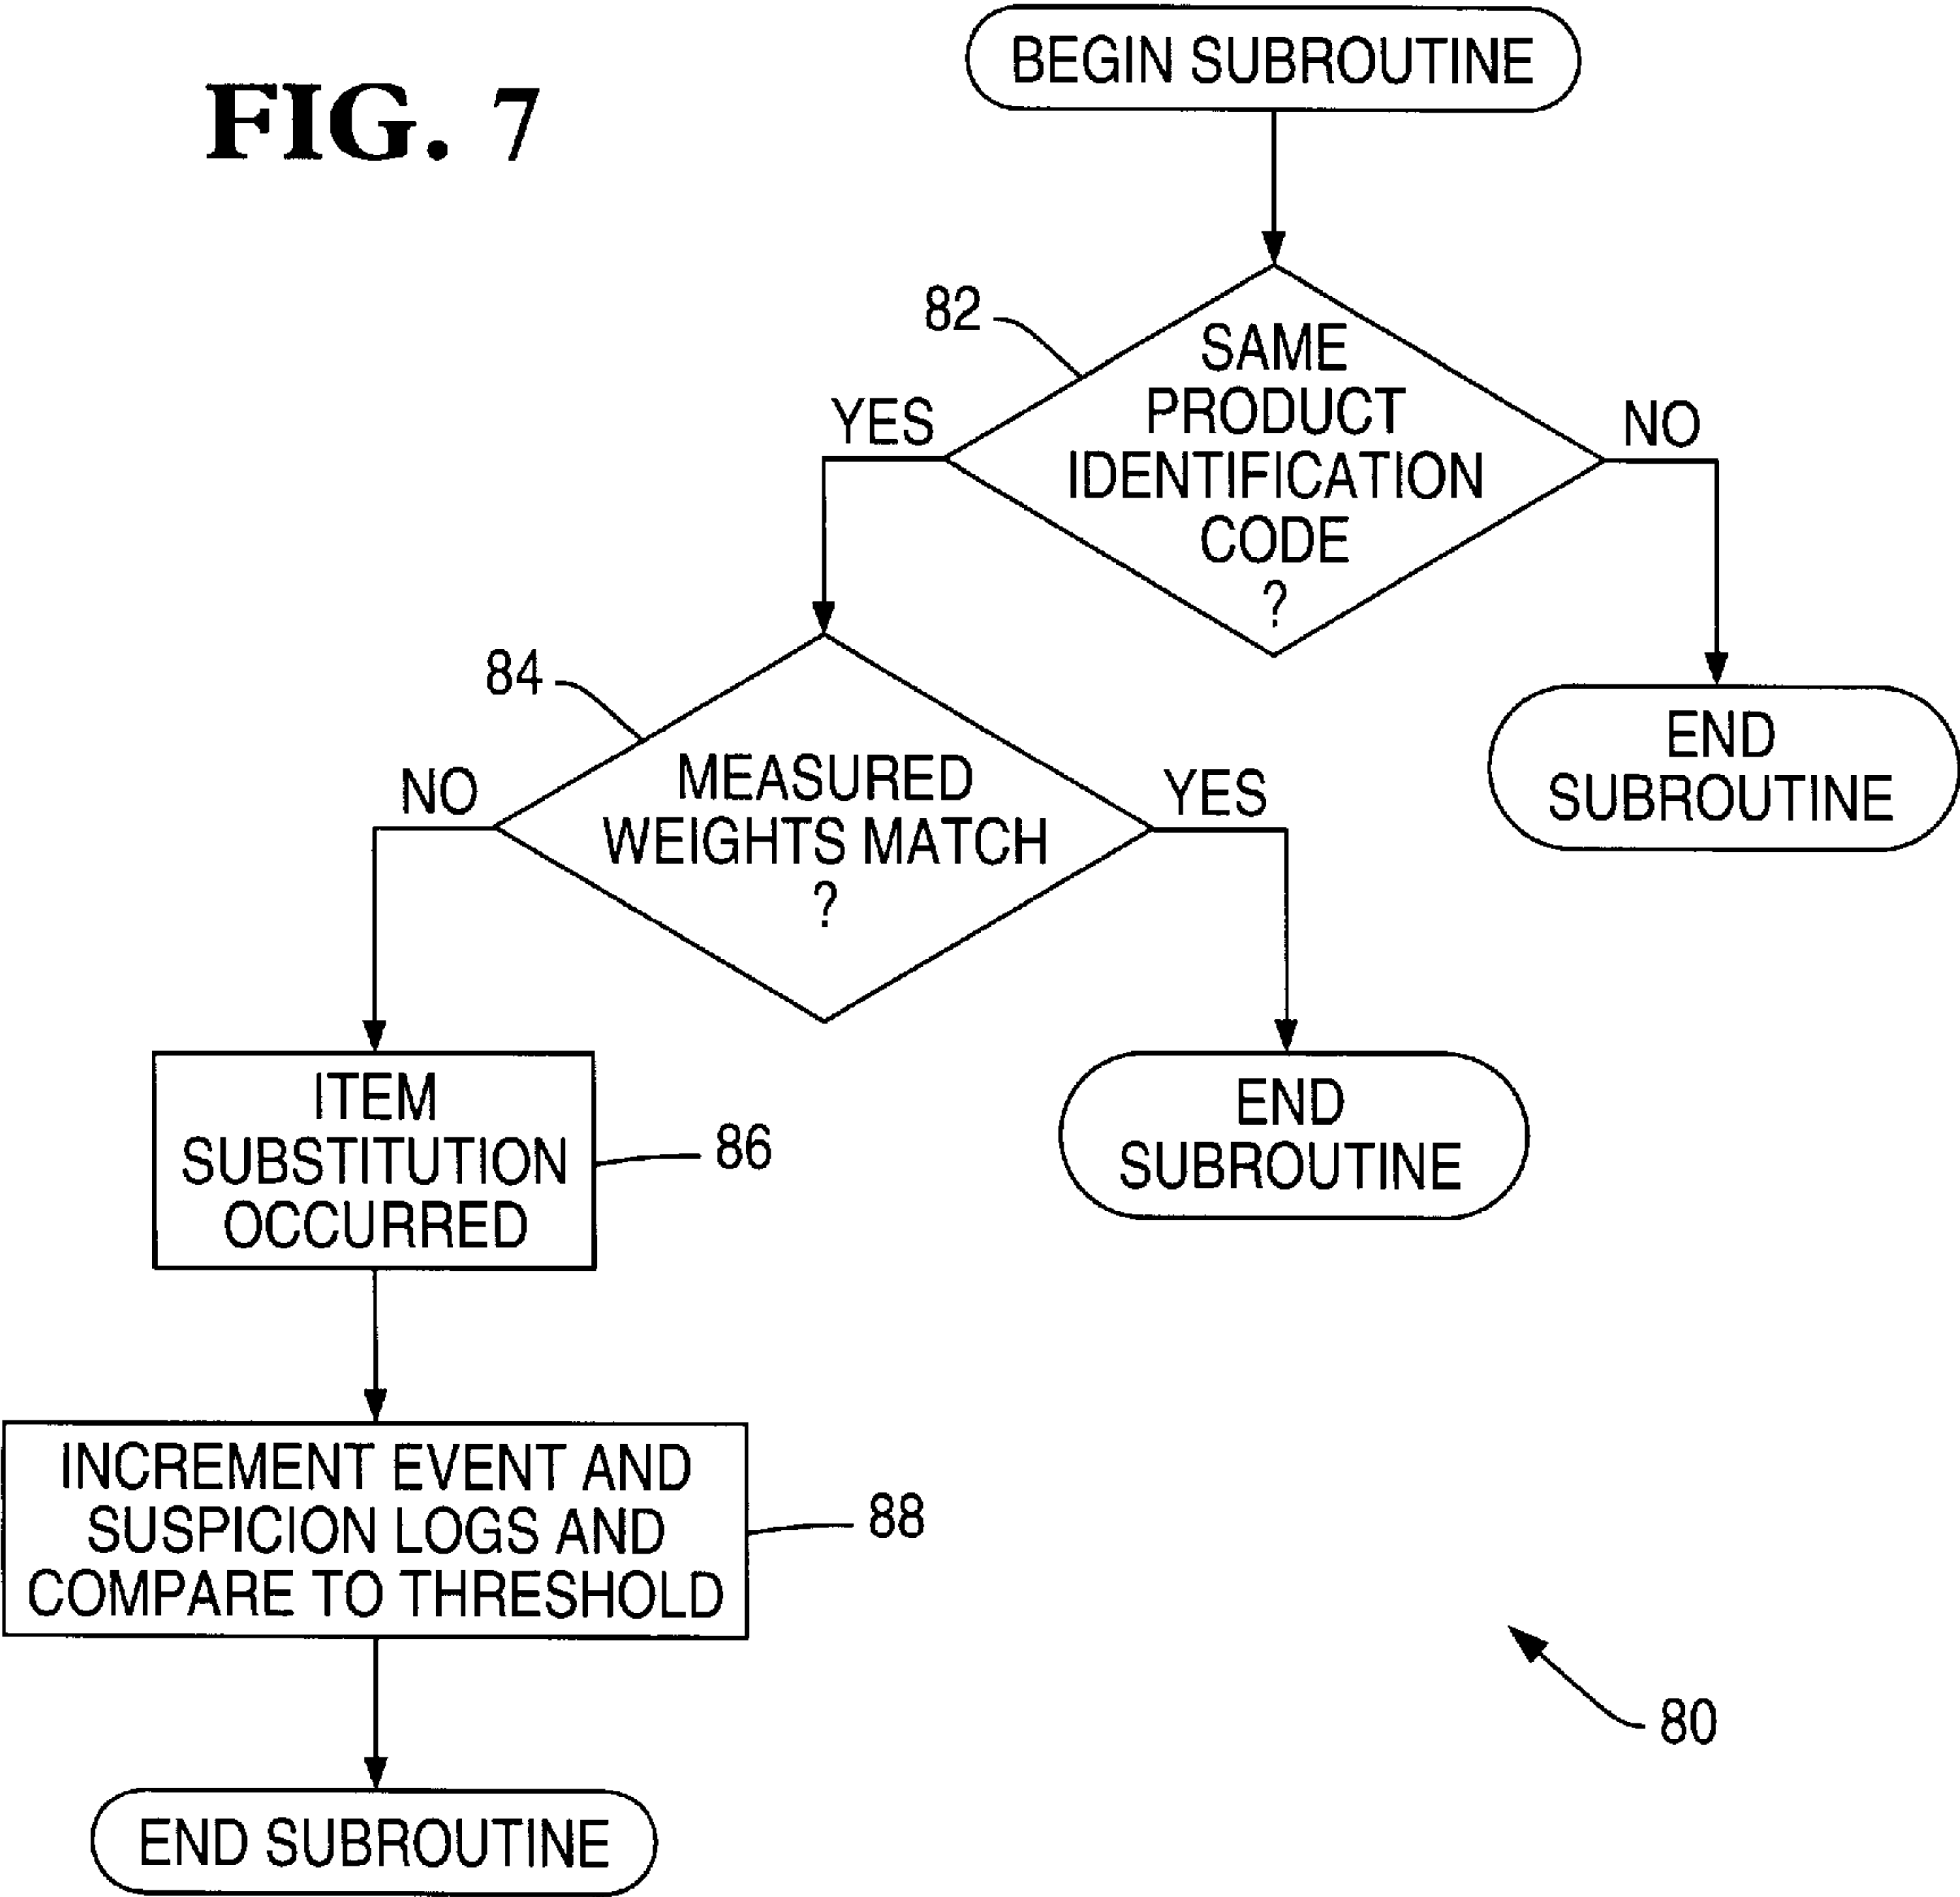 FIG. 7
BEGIN SUBROUTINE
82
SAME
PRODUCT
IDENTIFICATION
CODE
?
YES
NO
END
SUBROUTINE
84
MEASURED
WEIGHTS MATCH
?
NO
YES
END
SUBROUTINE
ITEM
SUBSTITUTION
OCCURRED
86
INCREMENT EVENT AND
SUSPICION LOGS AND
COMPARE TO THRESHOLD
88
80
END SUBROUTINE